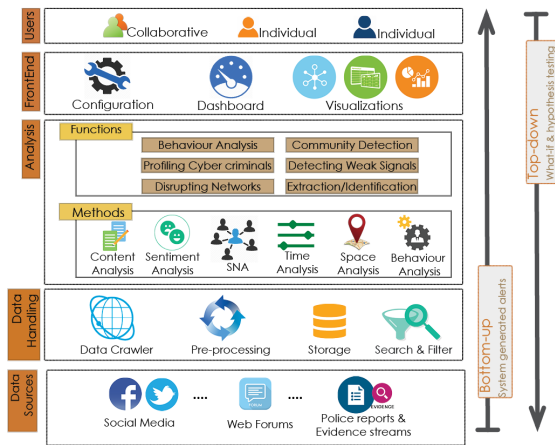 Users
Collaborative
Individual
Individual
FrontEnd
Configuration
Dashboard
Visualizations
Analysis
Functions
Behaviour Analysis
Community Detection
Profiling Cyber criminals
Detecting Weak Signals
Disrupting Networks
Extraction/Identification
Methods
Content
Analysis
Sentiment
Analysis
SNA
Time
Analysis
Space
Analysis
Behaviour
Analysis
Data
Handling
Data Crawler
Pre-processing
Storage
Search & Filter
Data
Sources
Social Media
....
Web Forums
....
EVIDENCE
Police reports &
Evidence streams
Bottom-up
System generated alerts
Top-down
What-if & hypothesis testing